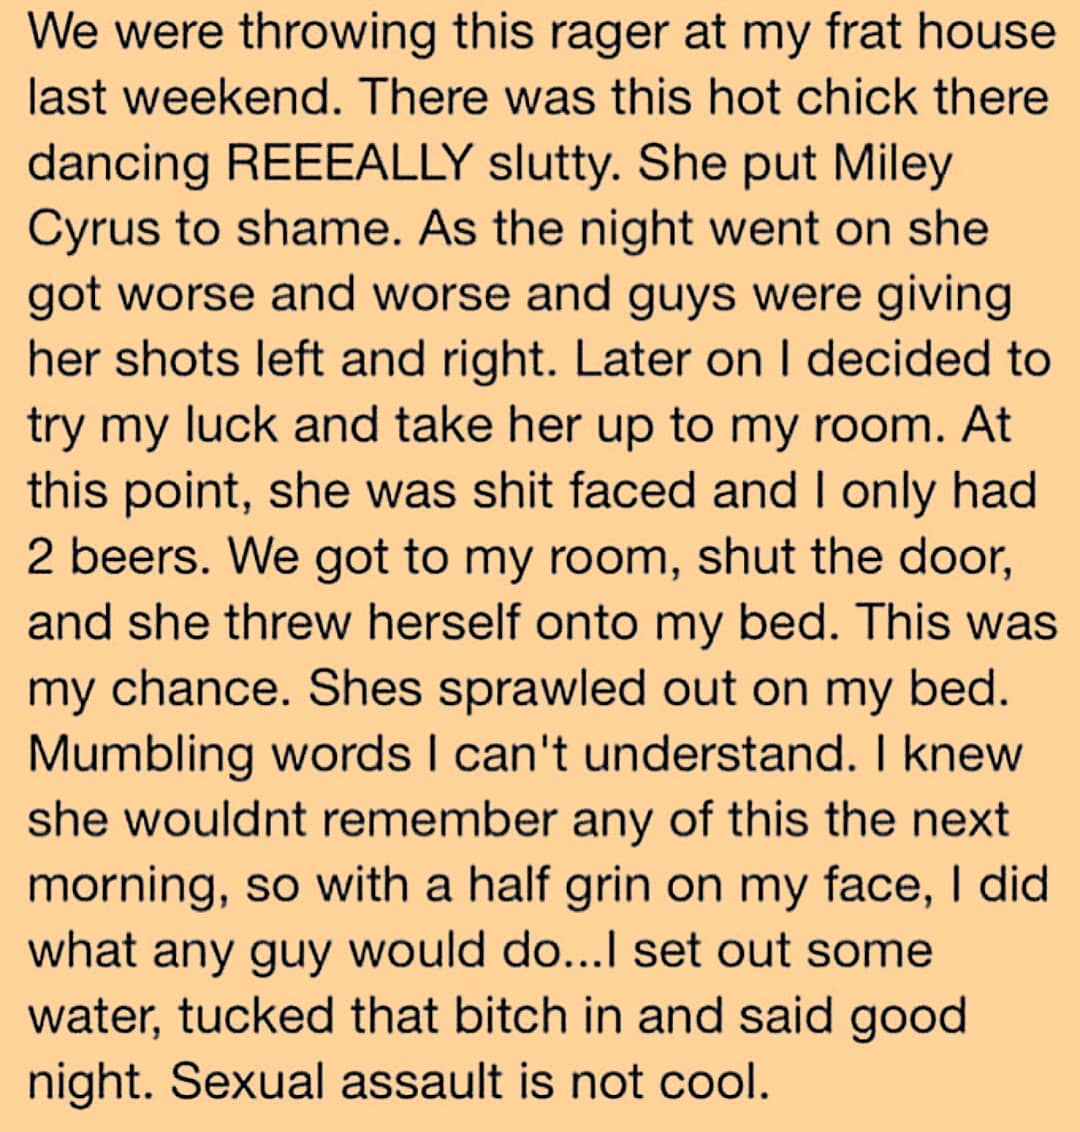 We were throwing this rager at my frat house
last weekend. There was this hot chick there
dancing REEEALLY slutty. She put Miley
Cyrus to shame. As the night went on she
got worse and worse and guys were giving
her shots left and right. Later on I decided to
try my luck and take her up to my room. At
this point, she was shit faced and I only had
2 beers. We got to my room, shut the door,
and she threw herself onto my bed. This was
my chance. Shes sprawled out on my bed.
Mumbling words I can't understand. I knew
she wouldnt remember any of this the next
morning, so with a half grin on my face, I did
what any guy would do...I set out some
water, tucked that bitch in and said good
night. Sexual assault is not cool.